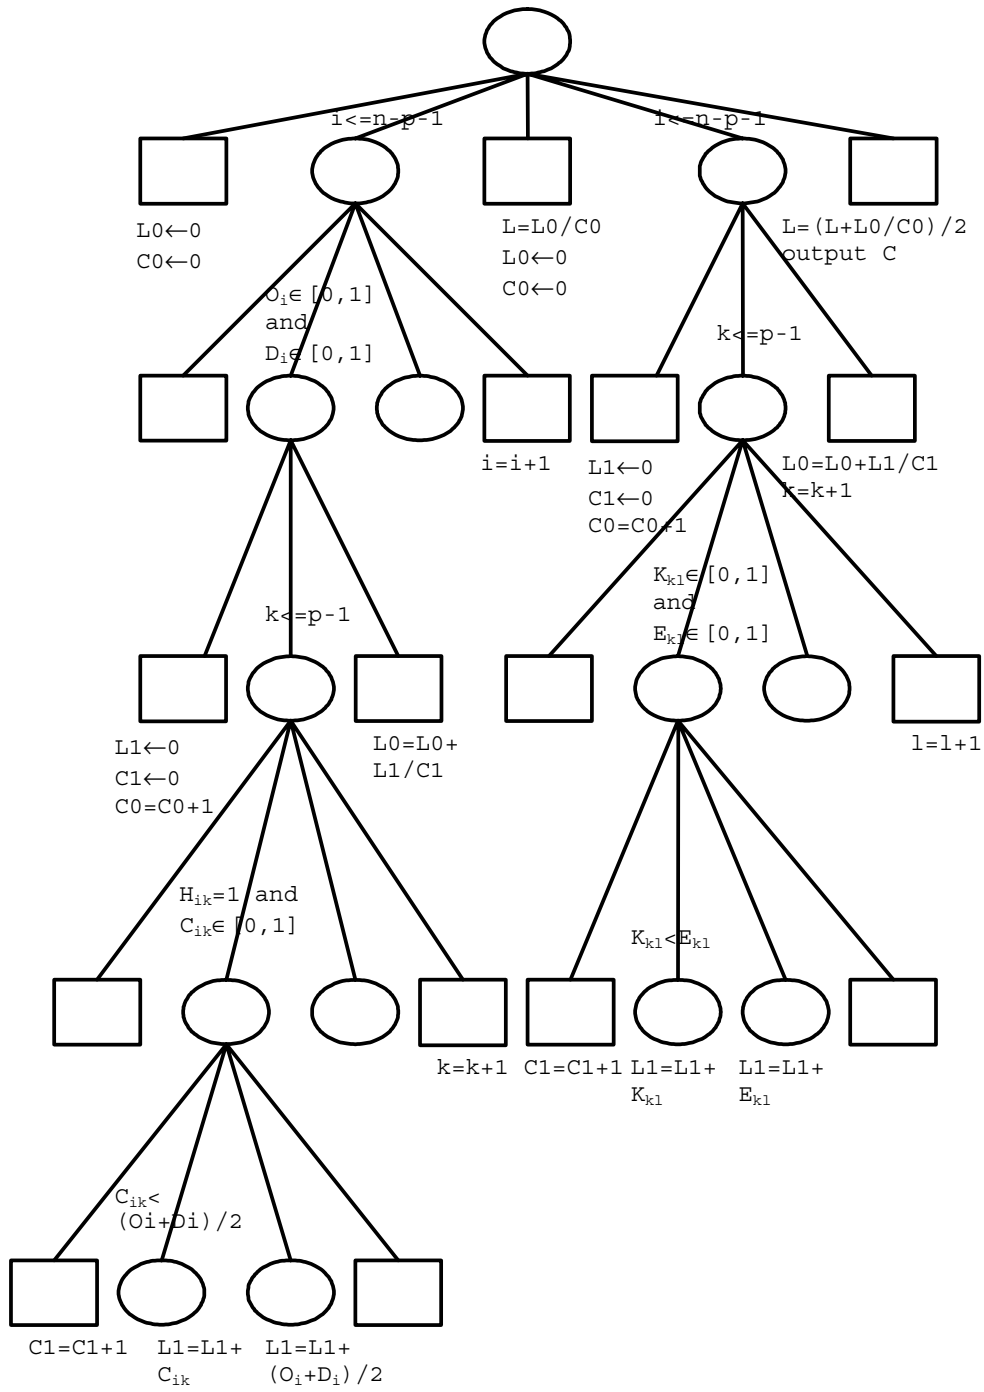 i<=n-p-1
i<=n-p-1
L0←0
C0←0
L=L0/C0
L0←0
C0←0
L=(L+L0/C0)/2
output C
Oi∈[0,1]
and
Di∈[0,1]
k<=p-1
i=i+1
L1←0
C1←0
C0=C0+1
L0=L0+L1/C1
k=k+1
Kkl∈[0,1]
and
Ekl∈[0,1]
k<=p-1
L1←0
C1←0
C0=C0+1
L0=L0+
L1/C1
l=l+1
Hik=1 and
Cik∈[0,1]
Kkl<Ekl
k=k+1
C1=C1+1
L1=L1+
Kkl
L1=L1+
Ekl
Cik<
(Oi+Di)/2
C1=C1+1
L1=L1+
Cik
L1=L1+
(Oi+Di)/2